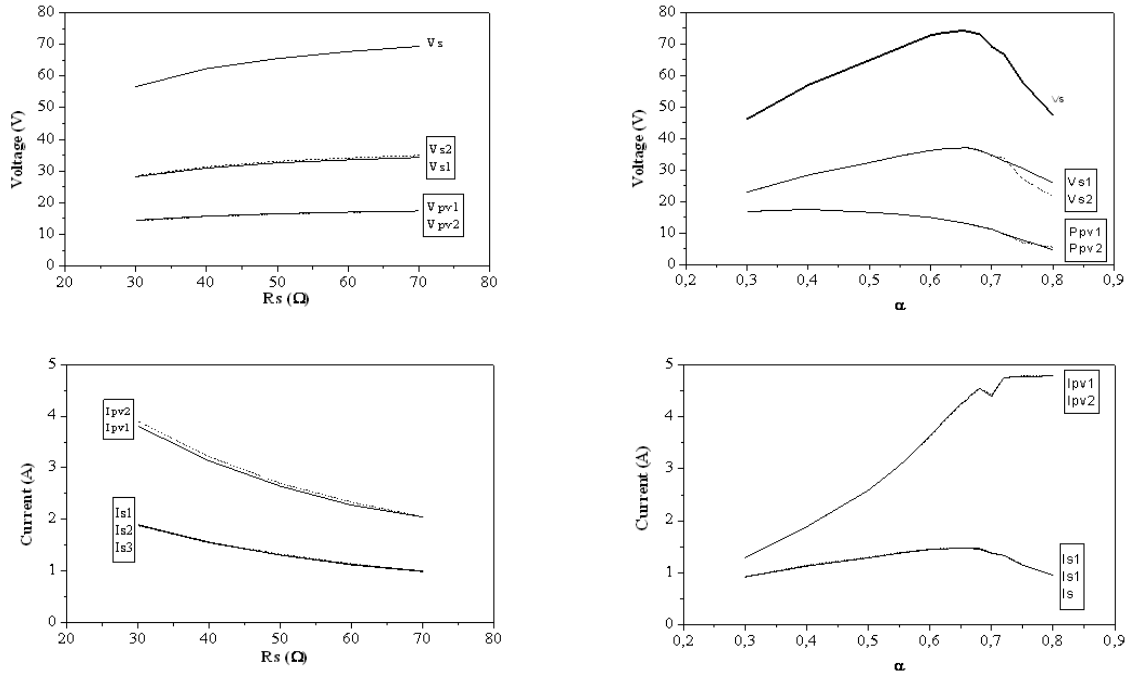 80
70
60
50
40
30
20
10
0
Voltage (V)
Vs
Vs2
Vs1
Vpv1
Vpv2
20 30 40 50 60 70 80
Rs (Ω)
80
70
60
50
40
30
20
10
0
Voltage (V)
Vs
Vs1
Vs2
Ppv1
Ppv2
0,2 0,3 0,4 0,5 0,6 0,7 0,8 0,9
α
5
4
3
2
1
0
Current (A)
Ipv2
Ipv1
Is1
Is2
Is3
20 30 40 50 60 70 80
Rs (Ω)
5
4
3
2
1
0
Current (A)
Ipv1
Ipv2
Is1
Is1
Is
0,2 0,3 0,4 0,5 0,6 0,7 0,8 0,9
α